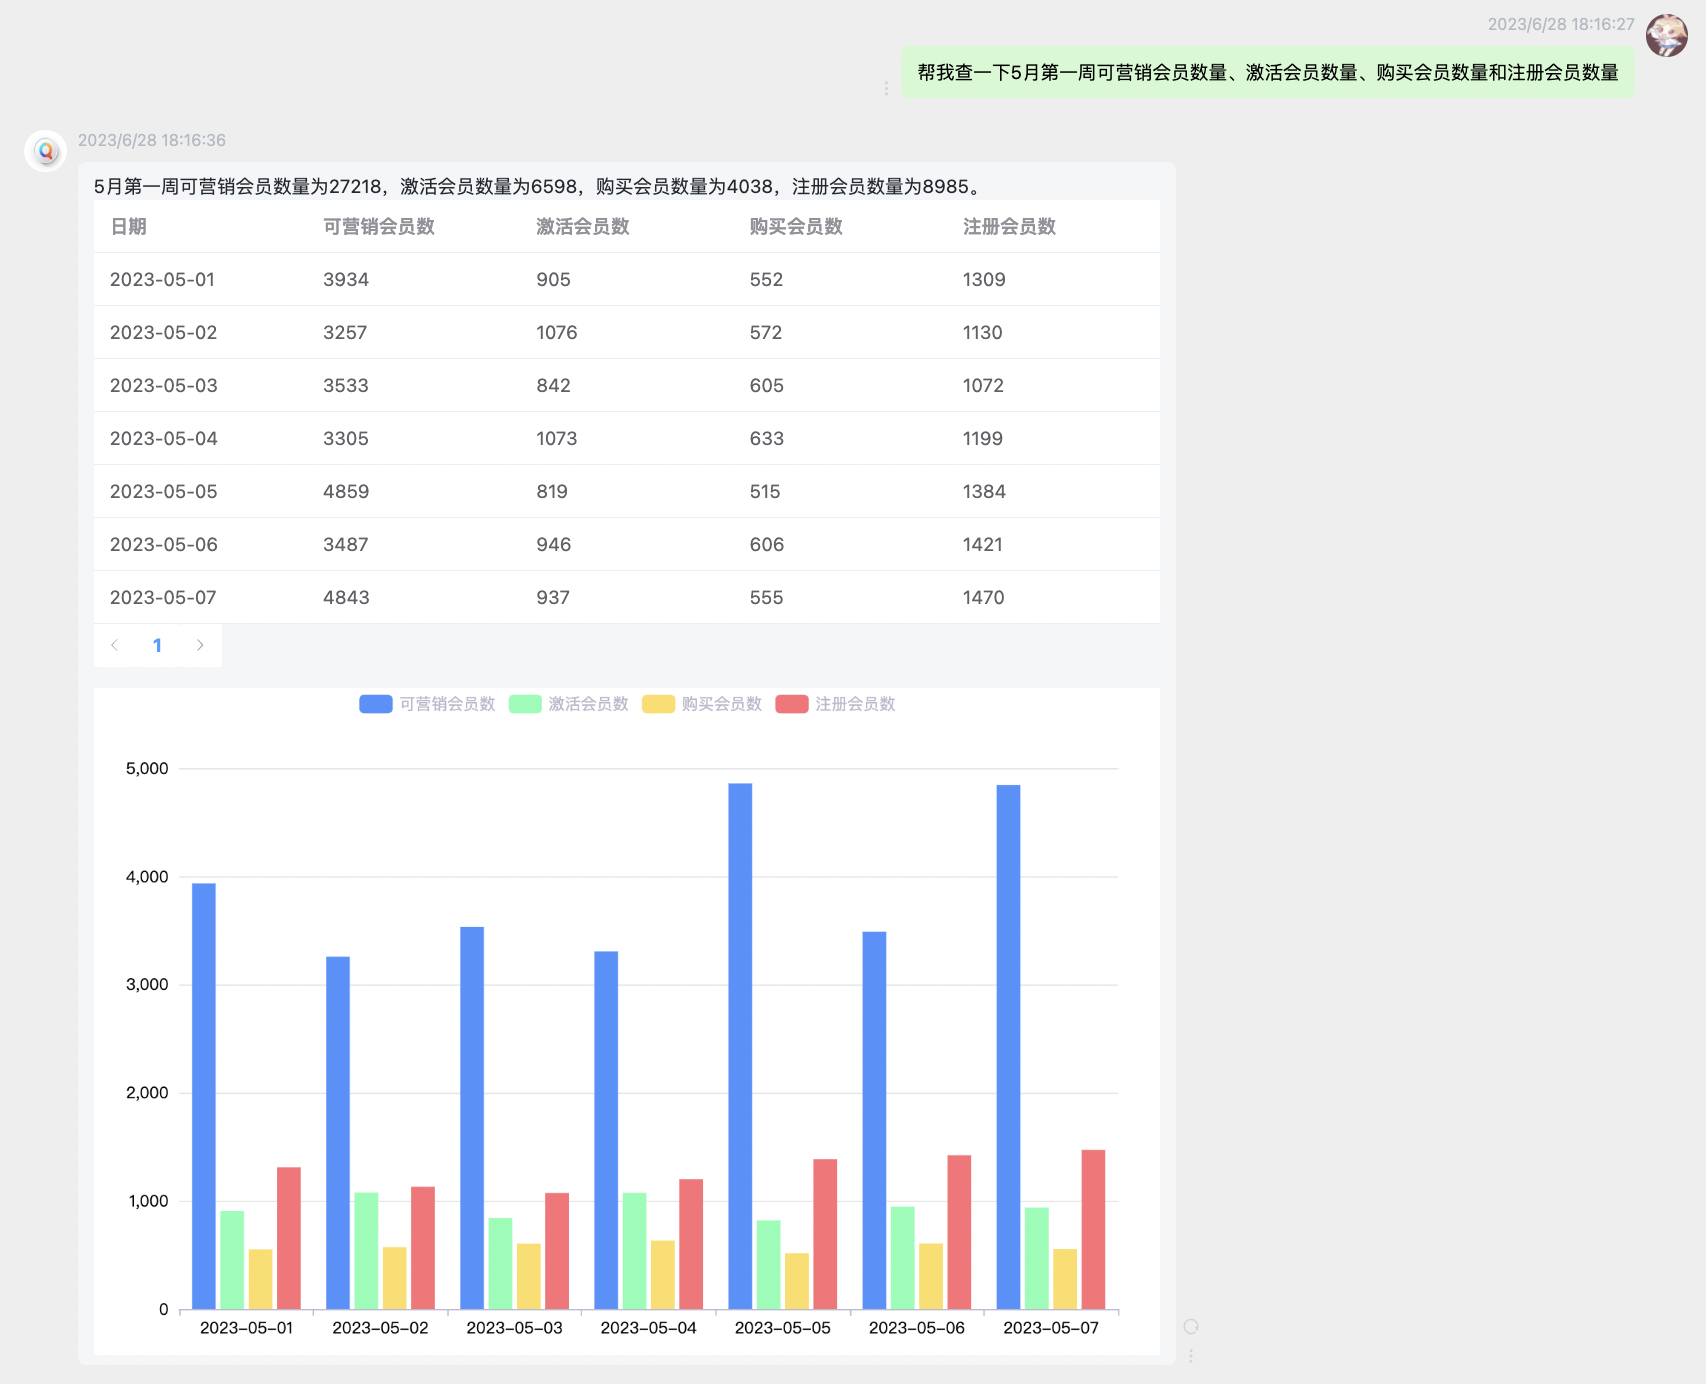 2023/6/28 18:16:27
帮我查一下5月第一周可营销会员数量、激活会员数量、购买会员数量和注册会员数量
2023/6/28 18:16:36
5月第一周可营销会员数量为27218，激活会员数量为6598，购买会员数量为4038，注册会员数量为8985。
日期 可营销会员数 激活会员数 购买会员数 注册会员数
2023-05-01 3934 905 552 1309
2023-05-02 3257 1076 572 1130
2023-05-03 3533 842 605 1072
2023-05-04 3305 1073 633 1199
2023-05-05 4859 819 515 1384
2023-05-06 3487 946 606 1421
2023-05-07 4843 937 555 1470
1
可营销会员数 激活会员数 购买会员数 注册会员数
5,000
4,000
3,000
2,000
1,000
0
2023-05-01 2023-05-02 2023-05-03 2023-05-04 2023-05-05 2023-05-06 2023-05-07